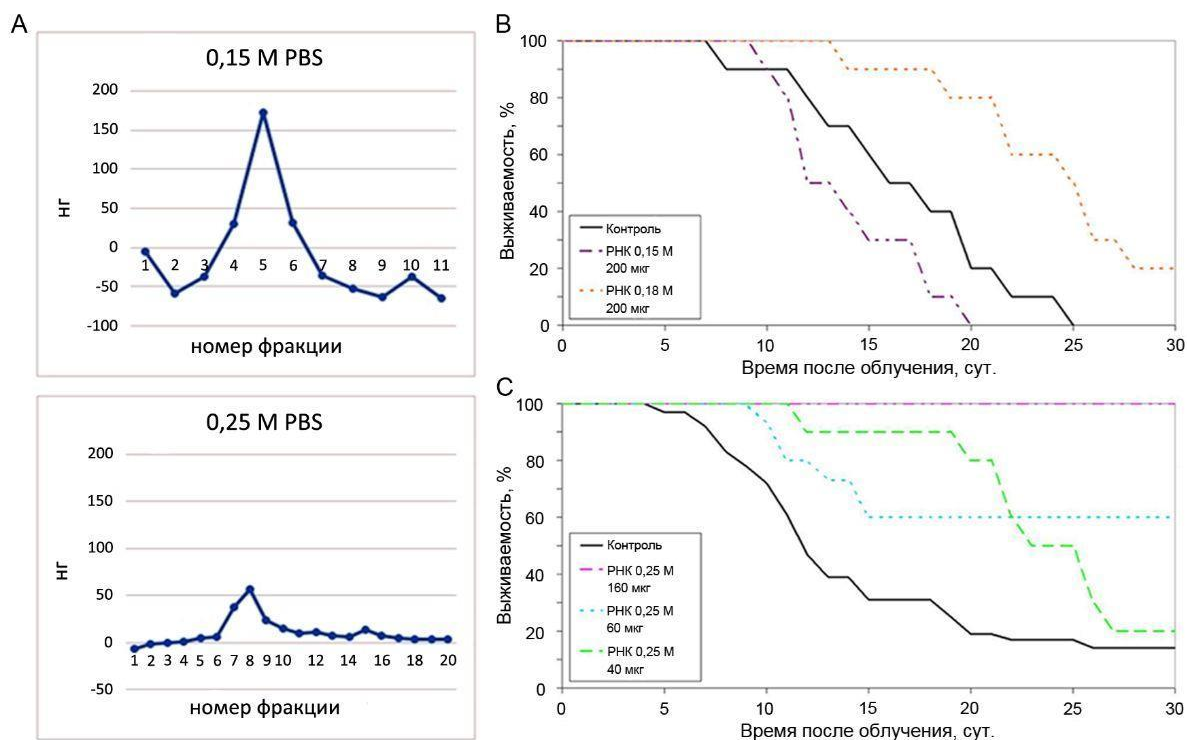 A
0,15 M PBS
200
150
100
50
0
-50
-100
нг
1 2 3 4 5 6 7 8 9 10 11
номер фракции
0,25 M PBS
200
150
100
50
0
-50
нг
1 2 3 4 5 6 7 8 9 10 12 14 16 18 20
номер фракции
B
Выживаемость, %
100
80
60
40
20
0
Контроль
РНК 0,15 М
200 мкг
РНК 0,18 М
200 мкг
0 5 10 15 20 25 30
Время после облучения, сут.
C
Выживаемость, %
100
80
60
40
20
0
Контроль
РНК 0,25 М
160 мкг
РНК 0,25 М
60 мкг
РНК 0,25 М
40 мкг
0 5 10 15 20 25 30
Время после облучения, сут.